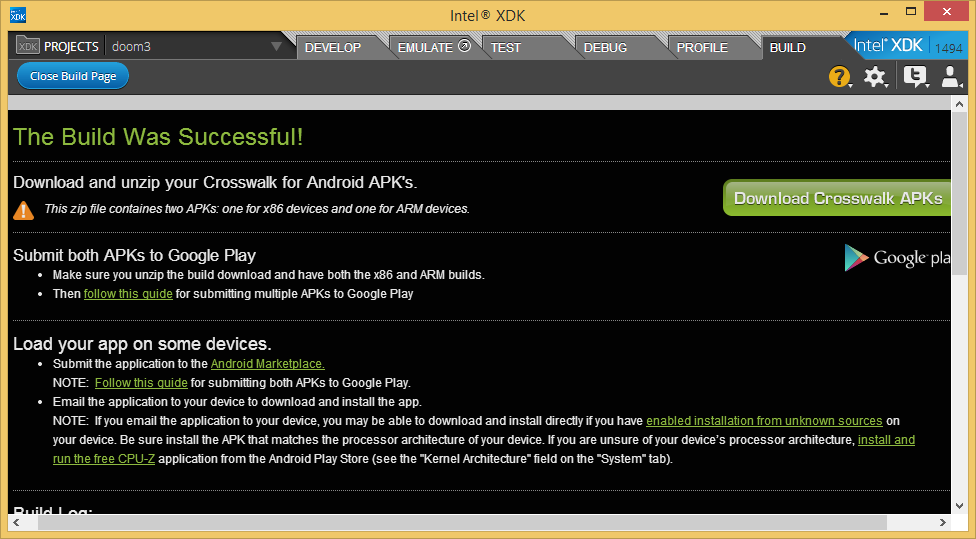 Intel® XDK
XDK PROJECTS doom3 DEVELOP EMULATE TEST DEBUG PROFILE BUILD Intel® XDK 1494
Close Build Page
The Build Was Successful!
Download and unzip your Crosswalk for Android APK's.
Download Crosswalk APKs
This zip file containes two APKs: one for x86 devices and one for ARM devices.
Submit both APKs to Google Play
Google pla
• Make sure you unzip the build download and have both the x86 and ARM builds.
• Then follow this guide for submitting multiple APKs to Google Play
Load your app on some devices.
• Submit the application to the Android Marketplace.
NOTE: Follow this guide for submitting both APKs to Google Play.
• Email the application to your device to download and install the app.
NOTE: If you email the application to your device, you may be able to download and install directly if you have enabled installation from unknown sources on
your device. Be sure install the APK that matches the processor architecture of your device. If you are unsure of your device's processor architecture, install and
run the free CPU-Z application from the Android Play Store (see the "Kernel Architecture" field on the "System" tab).
Build Log: